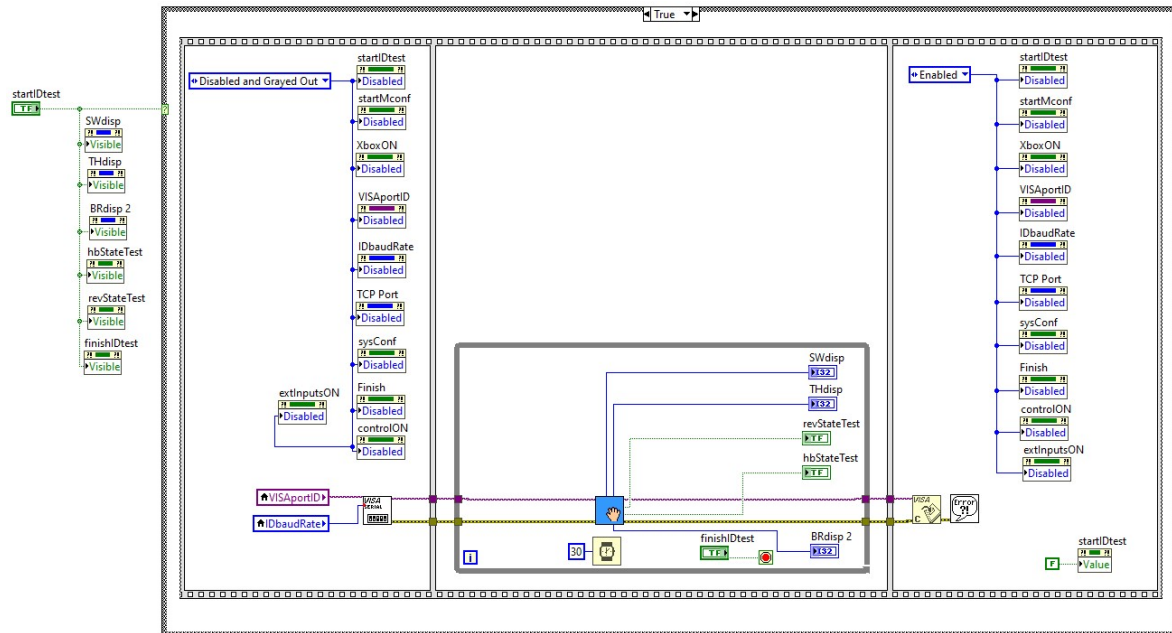 True
startIDtest
TF
SWdisp
Visible
THdisp
Visible
BRdisp 2
Visible
hbStateTest
Visible
revStateTest
Visible
finishIDtest
Visible
Disabled and Grayed Out
startIDtest
Disabled
startMconf
Disabled
XboxON
Disabled
VISAportID
Disabled
IDbaudRate
Disabled
TCP Port
Disabled
sysConf
Disabled
Finish
Disabled
extInputsON
Disabled
controlON
Disabled
VISAportID
IDbaudRate
VISA
SERIAL
SWdisp
I32
THdisp
I32
revStateTest
TF
hbStateTest
TF
BRdisp 2
I32
30
finishIDtest
TF
i
Enabled
startIDtest
Disabled
startMconf
Disabled
XboxON
Disabled
VISAportID
Disabled
IDbaudRate
Disabled
TCP Port
Disabled
sysConf
Disabled
Finish
Disabled
controlON
Disabled
extInputsON
Disabled
VISA
C
Error
?!
startIDtest
F
Value